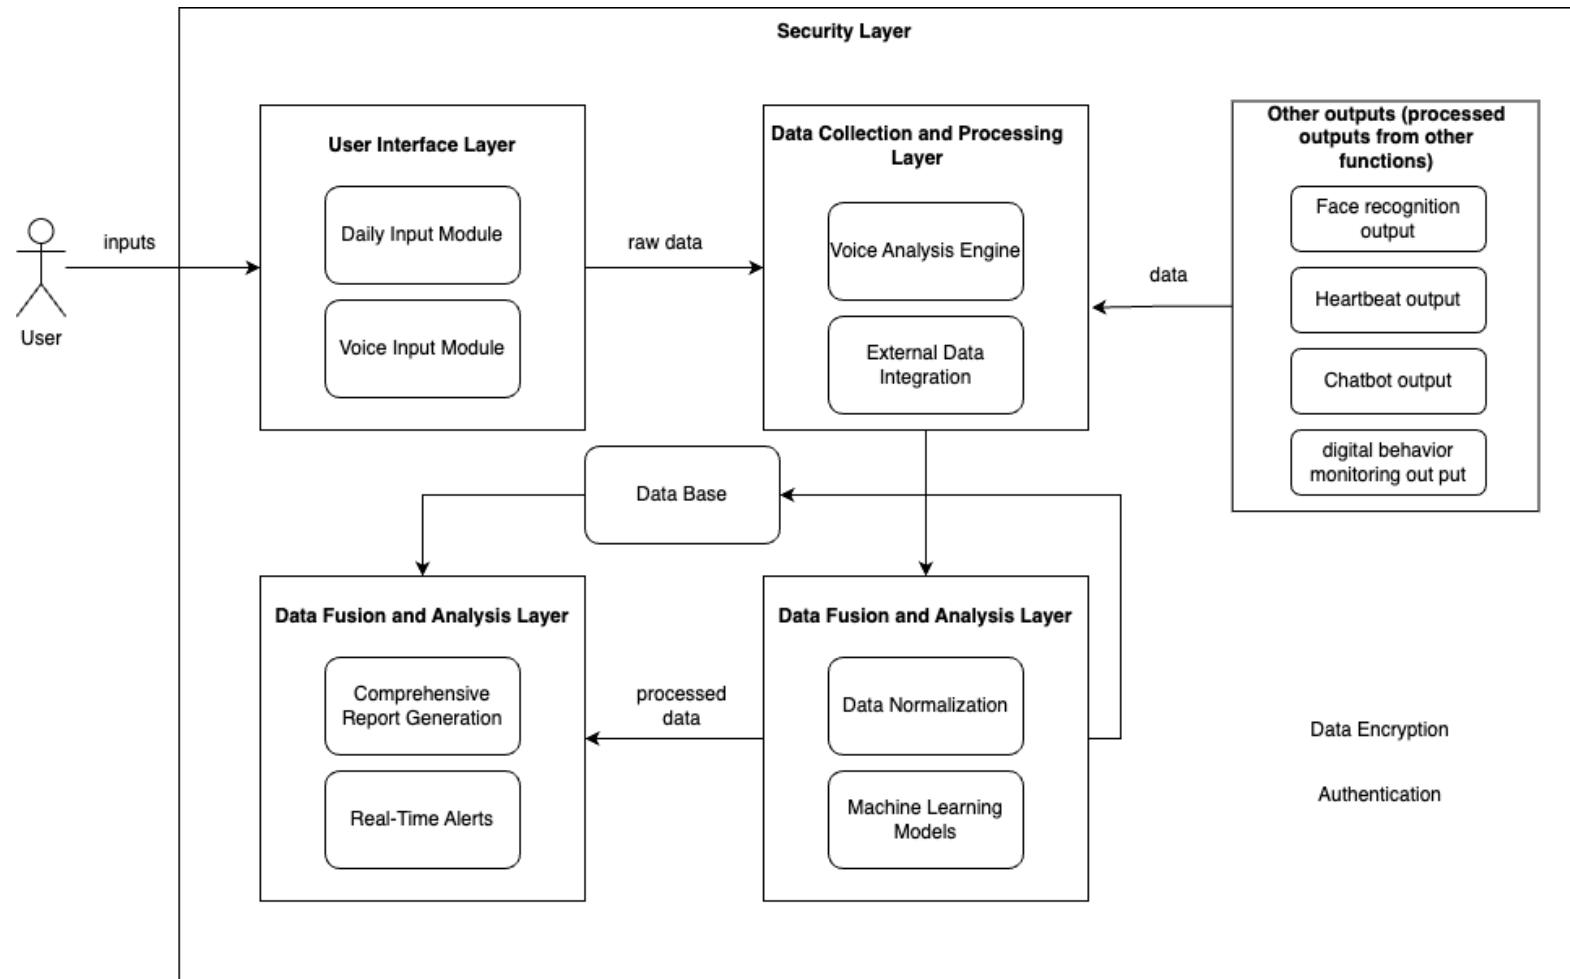 Security Layer
User Interface Layer
Daily Input Module
Voice Input Module
inputs
User
raw data
Data Collection and Processing
Layer
Voice Analysis Engine
External Data
Integration
data
Other outputs (processed
outputs from other
functions)
Face recognition
output
Heartbeat output
Chatbot output
digital behavior
monitoring out put
Data Base
Data Fusion and Analysis Layer
Comprehensive
Report Generation
Real-Time Alerts
processed
data
Data Fusion and Analysis Layer
Data Normalization
Machine Learning
Models
Data Encryption
Authentication